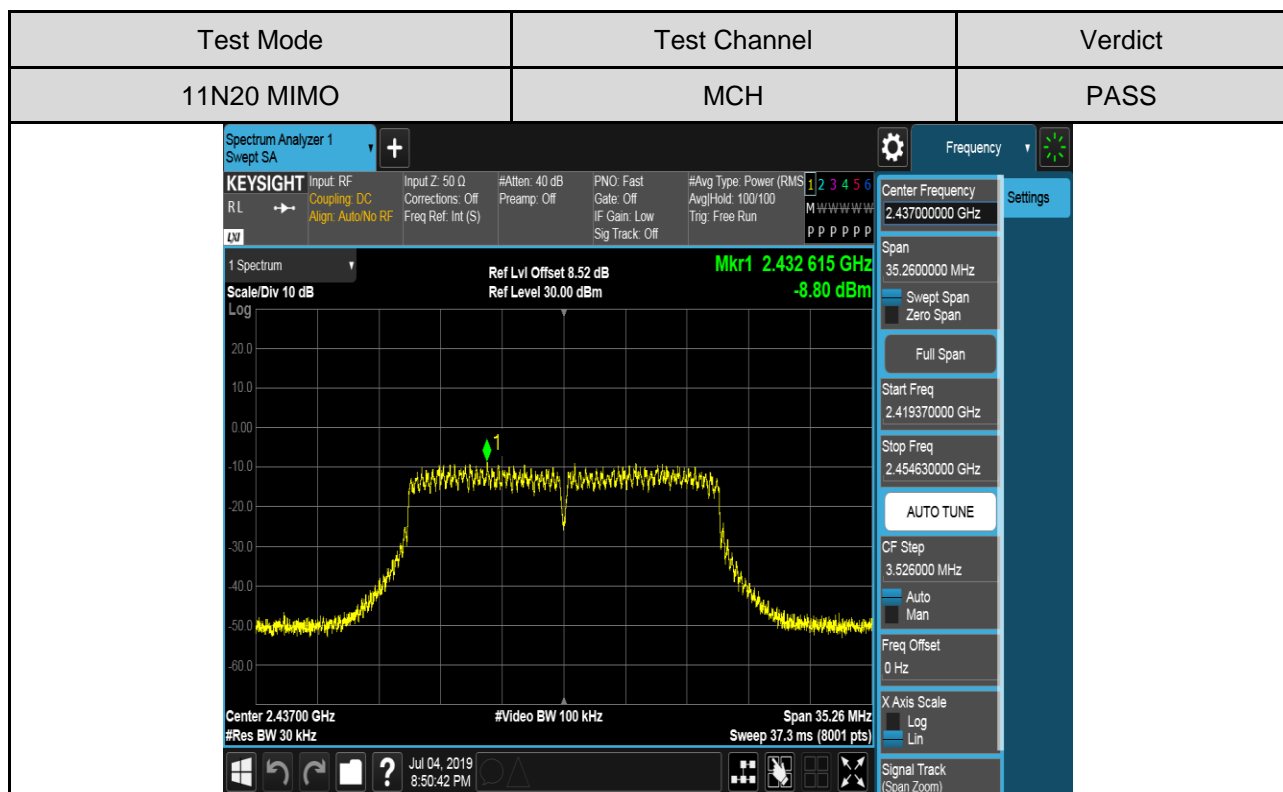 Test Mode Test Channel Verdict
11N20 MIMO MCH PASS
Spectrum Analyzer 1
Swept SA
Frequency
KEYSIGHT
RL
LXI
Input: RF
Coupling: DC
Align: Auto/No RF
Input Z: 50 Ω
Corrections: Off
Freq Ref: Int (S)
#Atten: 40 dB
Preamp: Off
PNO: Fast
Gate: Off
IF Gain: Low
Sig Track: Off
#Avg Type: Power (RMS
Avg|Hold: 100/100
Trig: Free Run
1 2 3 4 5 6
M W W W W W
P P P P P P
1 Spectrum
Scale/Div 10 dB
Log
Ref Lvl Offset 8.52 dB
Ref Level 30.00 dBm
Mkr1 2.432 615 GHz
-8.80 dBm
20.0
10.0
0.00
-10.0
-20.0
-30.0
-40.0
-50.0
-60.0
1
Center 2.43700 GHz
#Res BW 30 kHz
#Video BW 100 kHz
Span 35.26 MHz
Sweep 37.3 ms (8001 pts)
?
Jul 04, 2019
8:50:42 PM
Center Frequency
2.437000000 GHz
Settings
Span
35.2600000 MHz
Swept Span
Zero Span
Full Span
Start Freq
2.419370000 GHz
Stop Freq
2.454630000 GHz
AUTO TUNE
CF Step
3.526000 MHz
Auto
Man
Freq Offset
0 Hz
X Axis Scale
Log
Lin
Signal Track
(Span Zoom)